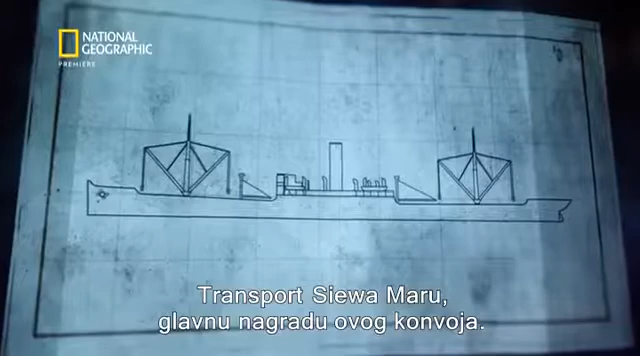 NATIONAL
GEOGRAPHIC
PREMIERE
Transport Siewa Maru,
glavnu nagradu ovog konvoja.